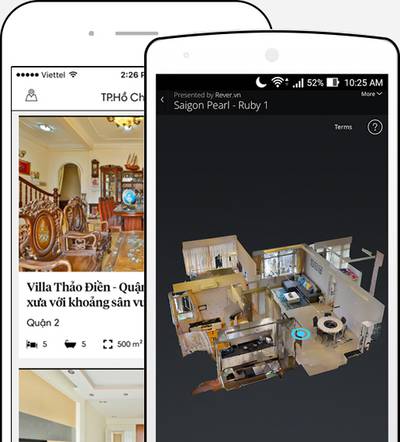 Viettel
2:26 P
TP.Hồ Ch
Villa Thảo Điền - Quận
xưa với khoảng sân vu
Quận 2
5 5 500 m²
52% 10:25 AM
Presented by Rever.vn
More
Saigon Pearl - Ruby 1
Terms
?